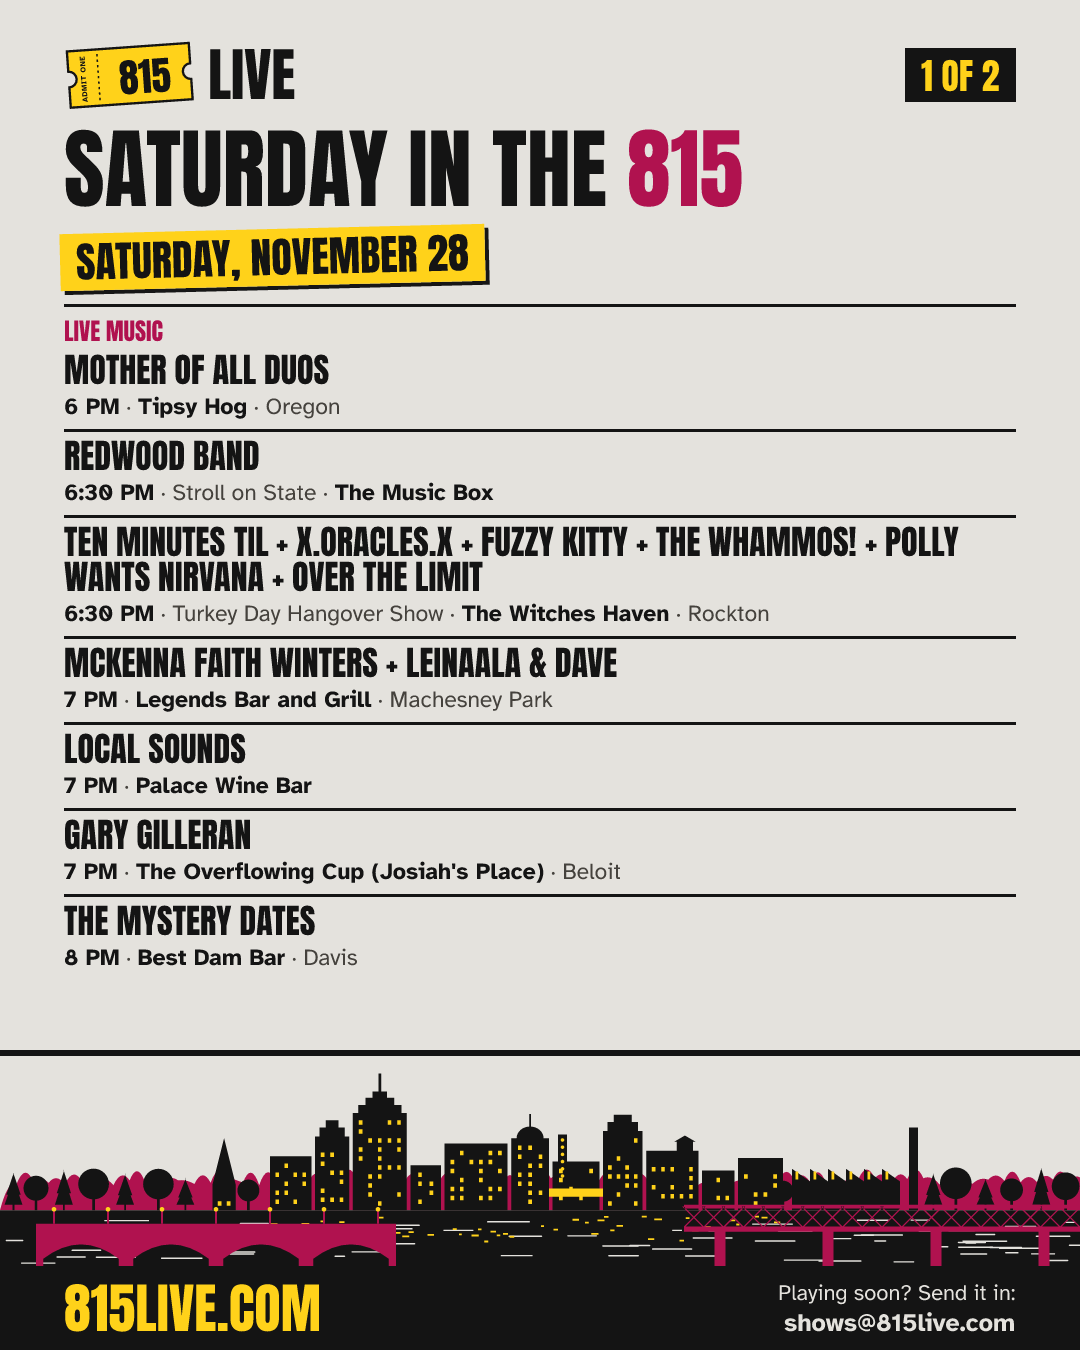 ADMIT ONE 815 LIVE
1 OF 2
SATURDAY IN THE 815
SATURDAY, NOVEMBER 28
LIVE MUSIC
MOTHER OF ALL DUOS
6 PM · Tipsy Hog · Oregon
REDWOOD BAND
6:30 PM · Stroll on State · The Music Box
TEN MINUTES TIL + X.ORACLES.X + FUZZY KITTY + THE WHAMMOS! + POLLY
WANTS NIRVANA + OVER THE LIMIT
6:30 PM · Turkey Day Hangover Show · The Witches Haven · Rockton
MCKENNA FAITH WINTERS + LEINAALA & DAVE
7 PM · Legends Bar and Grill · Machesney Park
LOCAL SOUNDS
7 PM · Palace Wine Bar
GARY GILLERAN
7 PM · The Overflowing Cup (Josiah's Place) · Beloit
THE MYSTERY DATES
8 PM · Best Dam Bar · Davis
815LIVE.COM
Playing soon? Send it in:
shows@815live.com